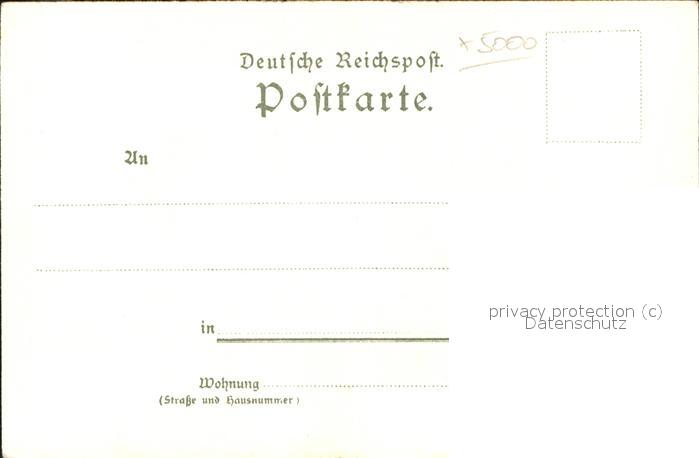 Deutsche Reichspost.
× 5000
Postkarte.
An
in
Wohnung
(Straße und Hausnummer)
privacy protection (c)
Datenschutz